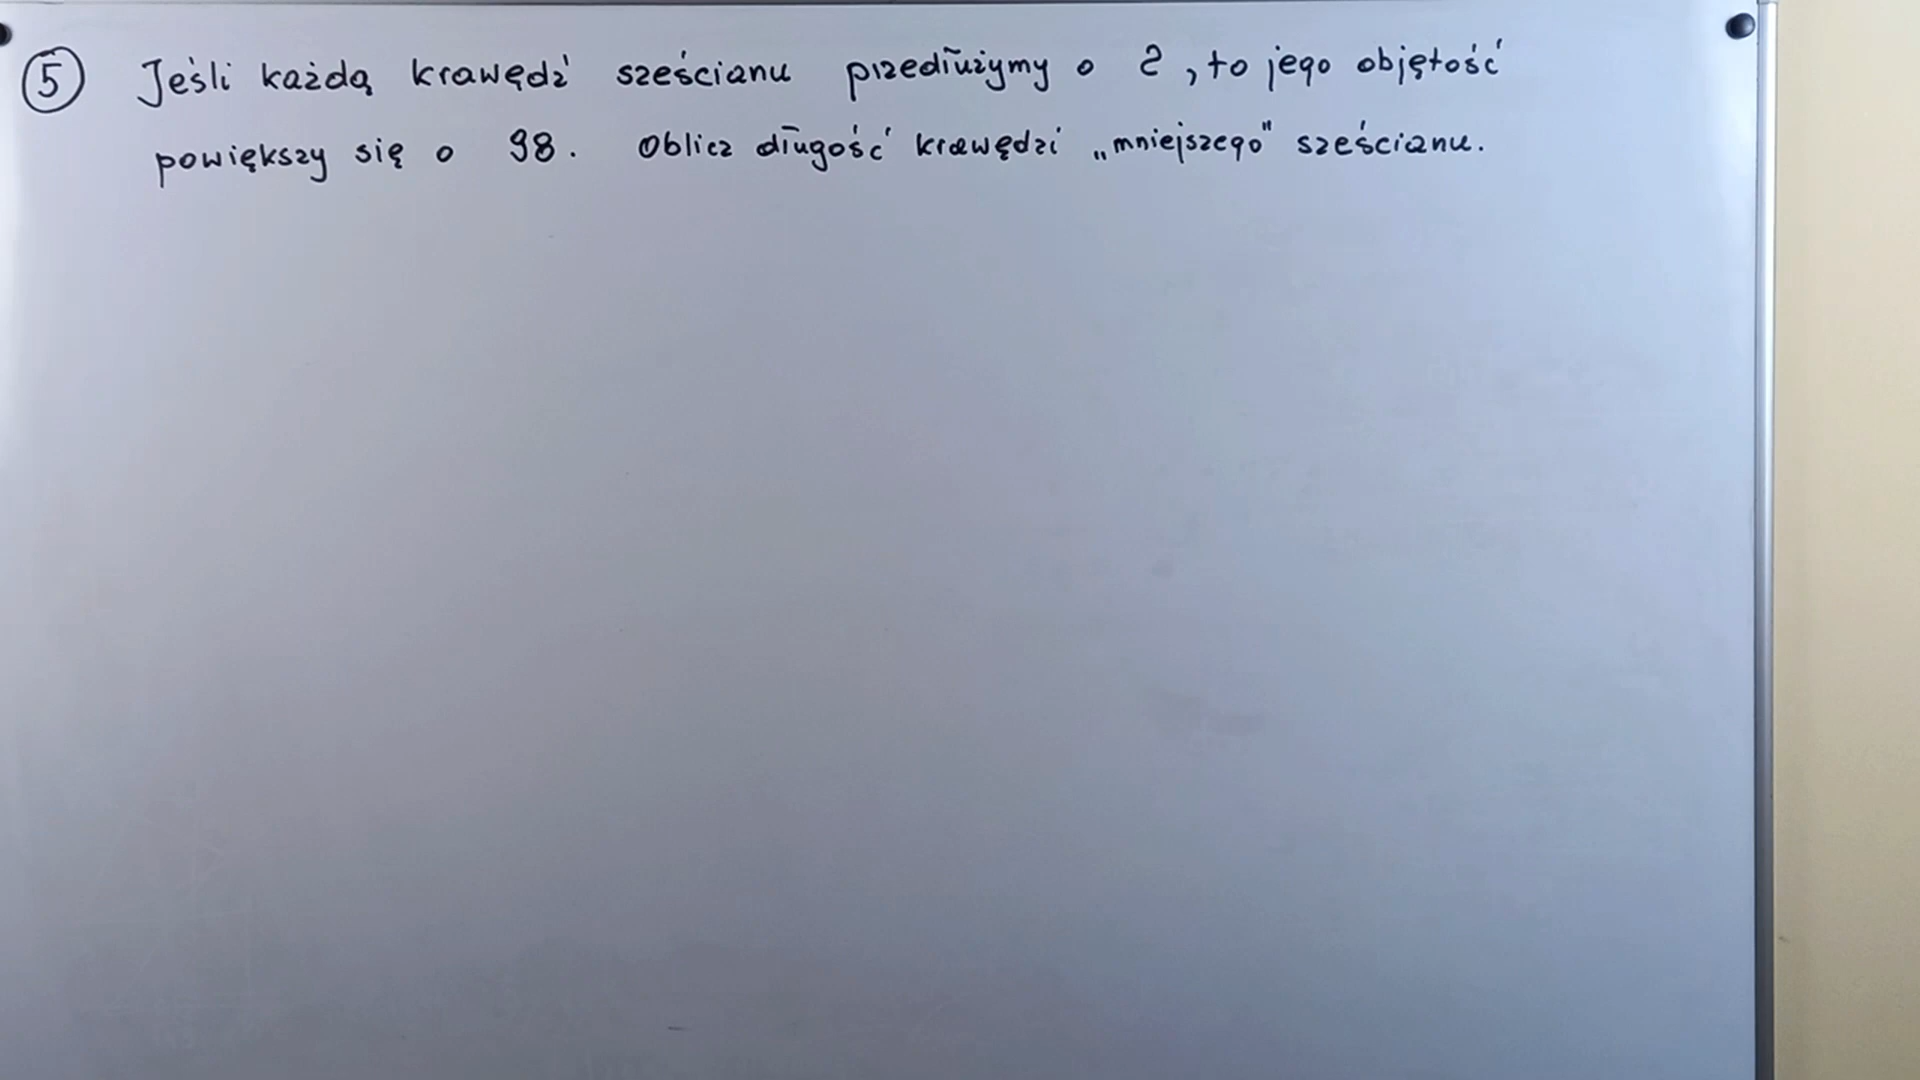 ⑤ Jeśli każdą krawędź sześcianu przedłużymy o 2, to jego objętość
powiększy się o 98. Oblicz długość krawędzi „mniejszego" sześcianu.